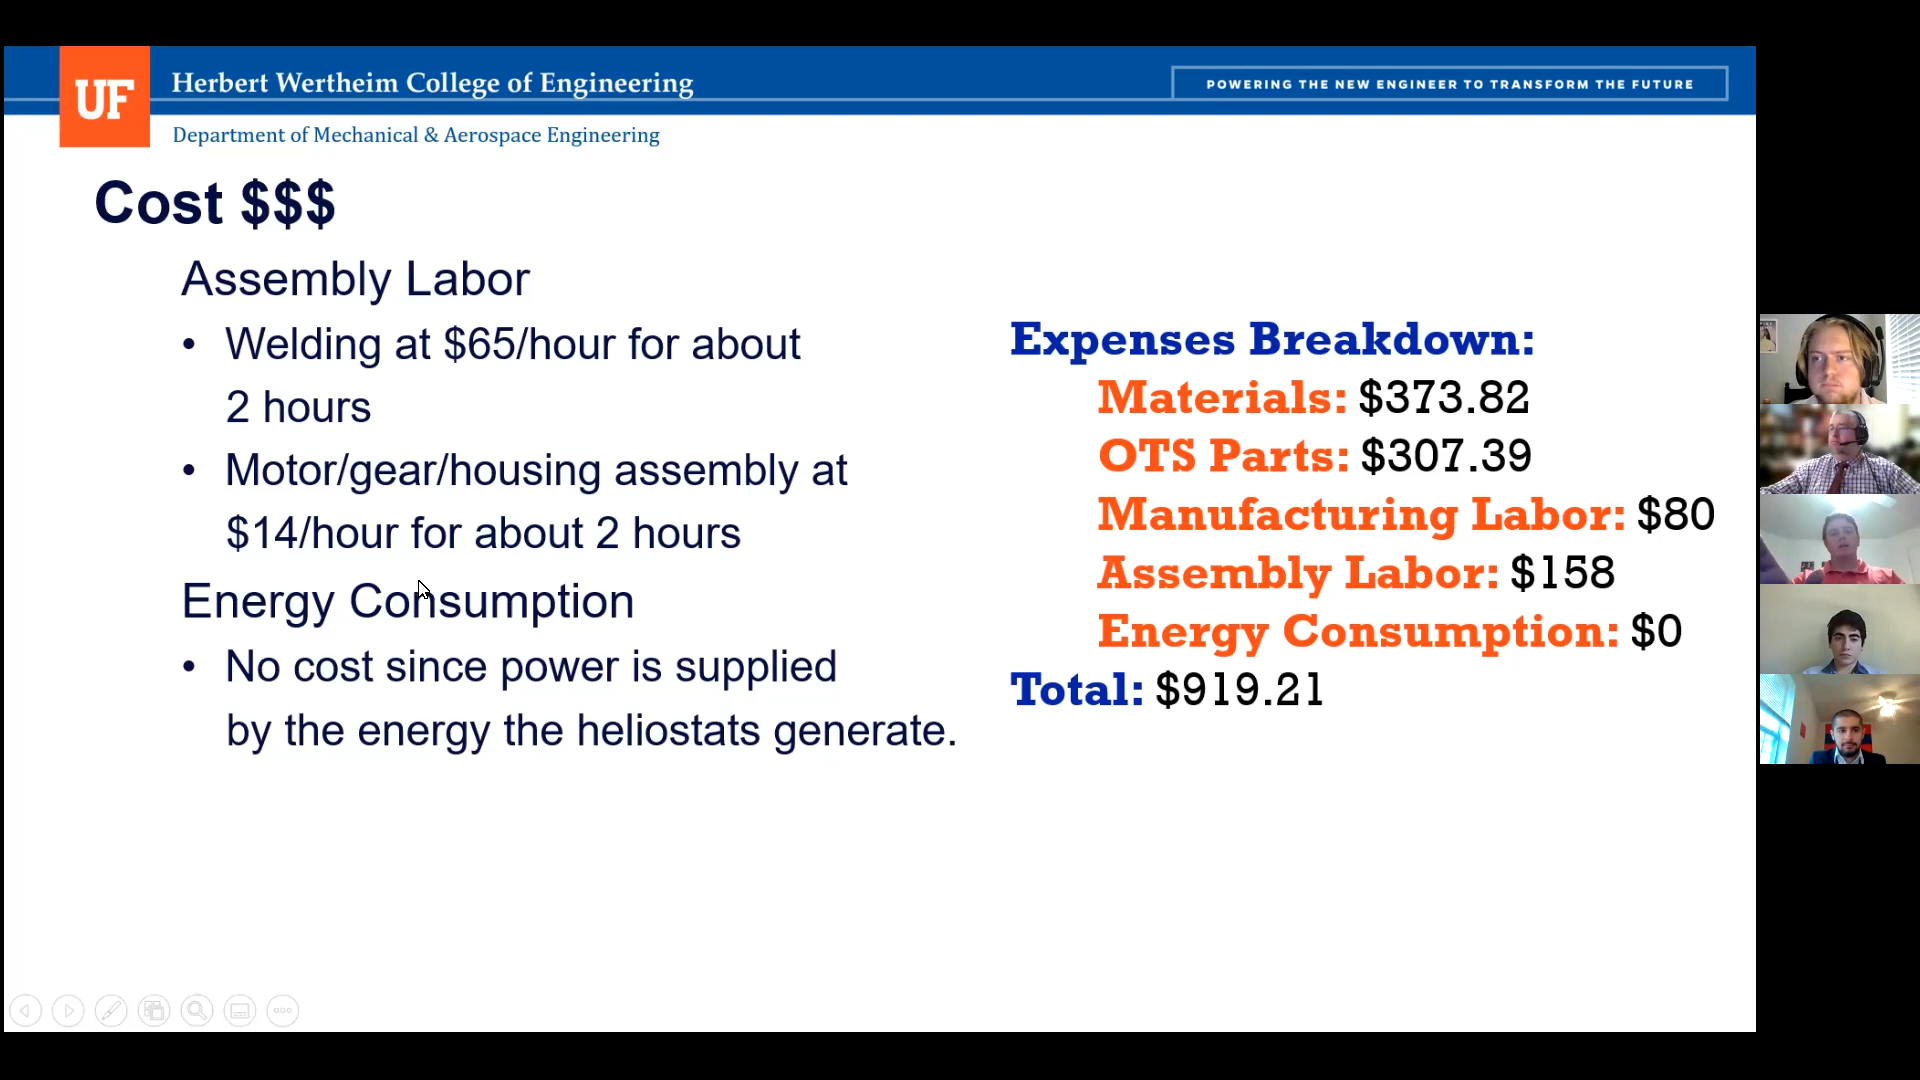 UF
Herbert Wertheim College of Engineering
POWERING THE NEW ENGINEER TO TRANSFORM THE FUTURE
Department of Mechanical & Aerospace Engineering
Cost $$$
Assembly Labor
• Welding at $65/hour for about
2 hours
• Motor/gear/housing assembly at
$14/hour for about 2 hours
Energy Consumption
• No cost since power is supplied
by the energy the heliostats generate.
Expenses Breakdown:
Materials: $373.82
OTS Parts: $307.39
Manufacturing Labor: $80
Assembly Labor: $158
Energy Consumption: $0
Total: $919.21